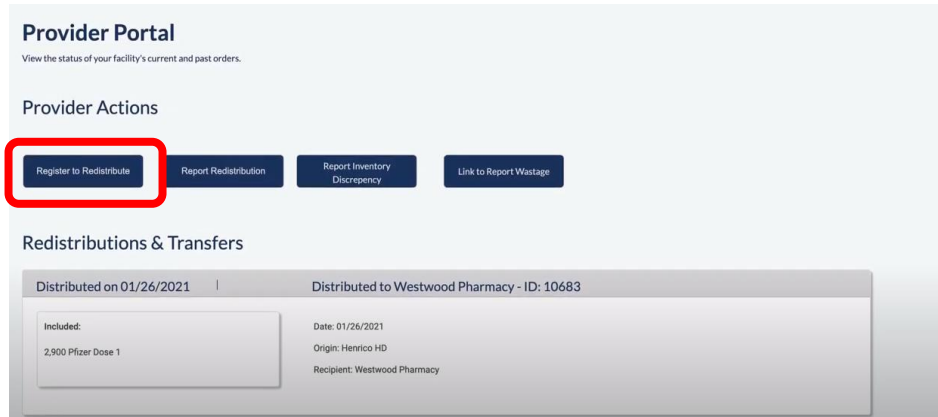 Provider Portal
View the status of your facility's current and past orders.
Provider Actions
Register to Redistribute
Report Redistribution
Report Inventory
Discrepency
Link to Report Wastage
Redistributions & Transfers
Distributed on 01/26/2021 | Distributed to Westwood Pharmacy - ID: 10683
Included:
2,900 Pfizer Dose 1
Date: 01/26/2021
Origin: Henrico HD
Recipient: Westwood Pharmacy